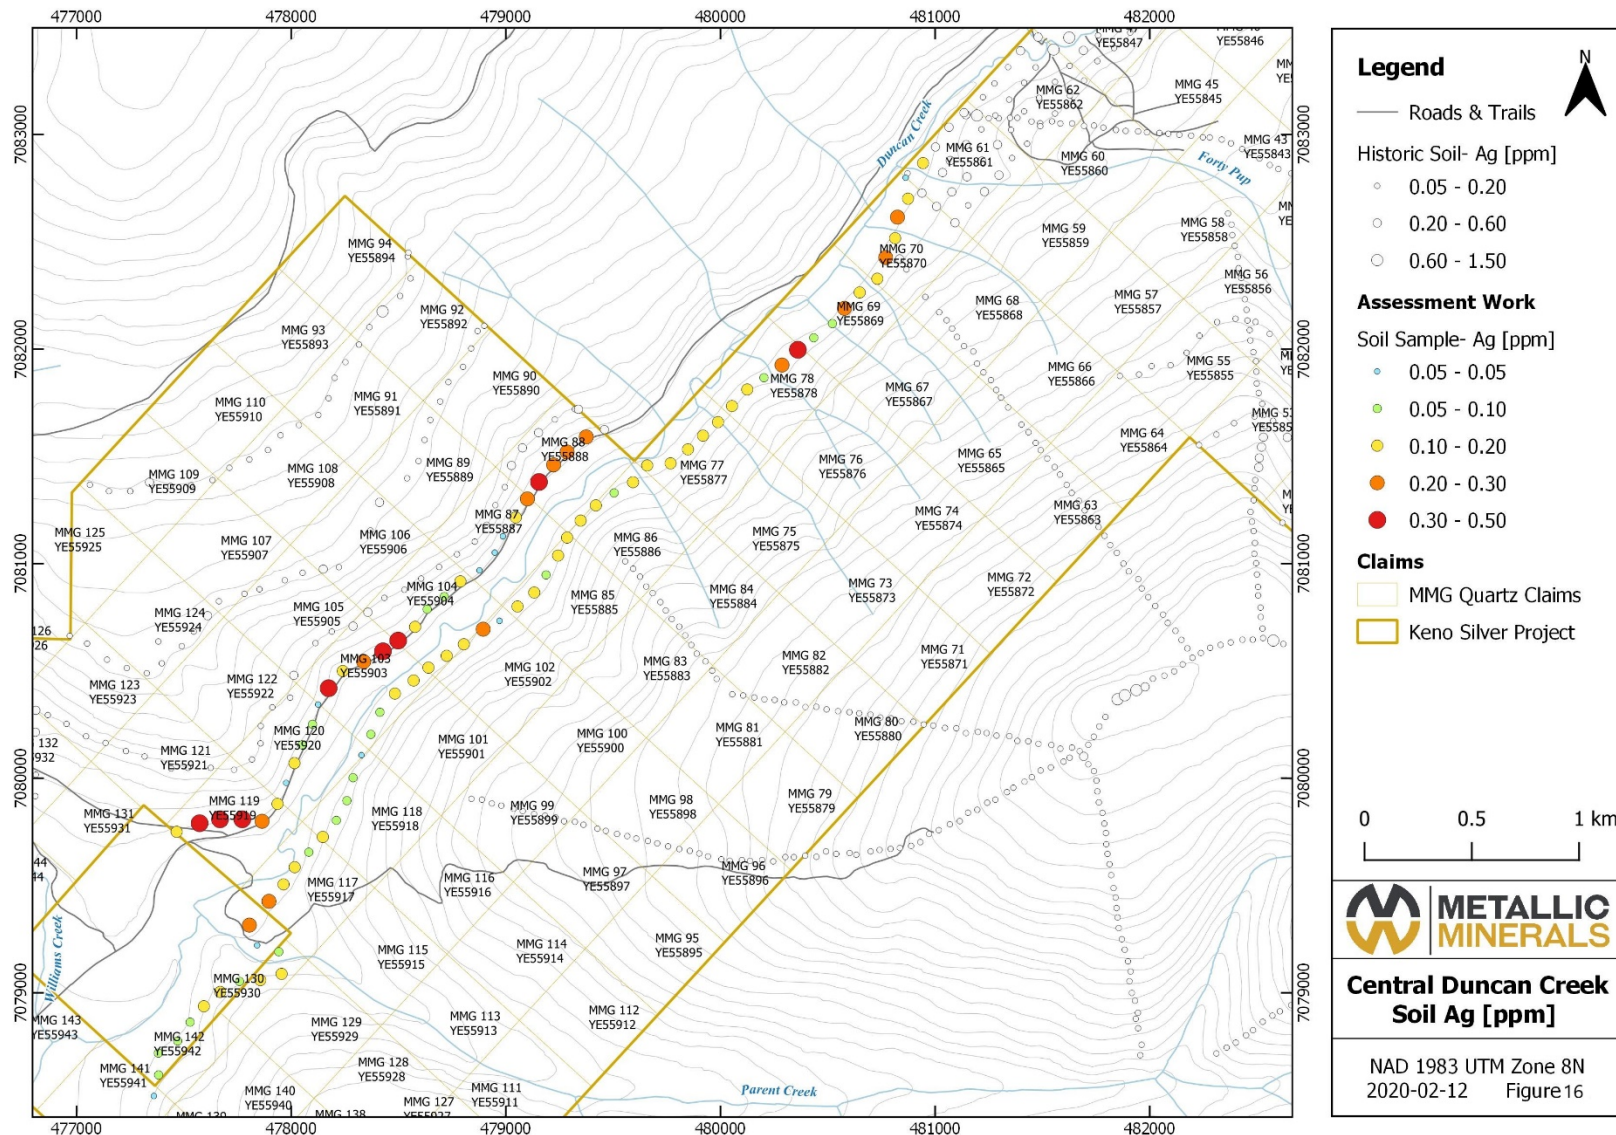 477000 478000 479000 480000 481000 482000
7083000
7082000
7081000
7080000
7079000
YE55847
YE55846
MMG 62
YE55862
MMG 45
YE55845
MMG 43
YE55843
MMG 61
YE55861
MMG 60
YE55860
Duncan Creek
Forty Pup
MMG 94
YE55894
MMG 59
YE55859
MMG 58
YE55858
MMG 70
YE55870
MMG 56
YE55856
MMG 92
YE55892
MMG 69
YE55869
MMG 68
YE55868
MMG 57
YE55857
MMG 93
YE55893
MMG 90
YE55890
MMG 78
YE55878
MMG 67
YE55867
MMG 66
YE55866
MMG 55
YE55855
MMG 110
YE55910
MMG 91
YE55891
MMG 88
YE55888
MMG 64
YE55864
MMG 109
YE55909
MMG 108
YE55908
MMG 89
YE55889
MMG 77
YE55877
MMG 76
YE55876
MMG 65
YE55865
MMG 125
YE55925
MMG 107
YE55907
MMG 106
YE55906
MMG 87
YE55887
MMG 86
YE55886
MMG 75
YE55875
MMG 74
YE55874
MMG 63
YE55863
MMG 124
YE55924
MMG 105
YE55905
MMG 104
YE55904
MMG 85
YE55885
MMG 84
YE55884
MMG 73
YE55873
MMG 72
YE55872
MMG 123
YE55923
MMG 122
YE55922
MMG 103
YE55903
MMG 102
YE55902
MMG 83
YE55883
MMG 82
YE55882
MMG 71
YE55871
MMG 121
YE55921
MMG 120
YE55920
MMG 101
YE55901
MMG 100
YE55900
MMG 81
YE55881
MMG 80
YE55880
MMG 131
YE55931
MMG 119
YE55919
MMG 118
YE55918
MMG 99
YE55899
MMG 98
YE55898
MMG 79
YE55879
MMG 117
YE55917
MMG 116
YE55916
MMG 97
YE55897
MMG 96
YE55896
Williams Creek
MMG 130
YE55930
MMG 115
YE55915
MMG 114
YE55914
MMG 95
YE55895
MMG 143
YE55943
MMG 142
YE55942
MMG 129
YE55929
MMG 113
YE55913
MMG 112
YE55912
MMG 141
YE55941
MMG 140
YE55940
MMG 128
YE55928
MMG 127
MMG 111
YE55911
Parent Creek
7083000
7082000
7081000
7080000
7079000
477000 478000 479000 480000 481000 482000
Legend
N
Roads & Trails
Historic Soil- Ag [ppm]
0.05 - 0.20
0.20 - 0.60
0.60 - 1.50
Assessment Work
Soil Sample- Ag [ppm]
0.05 - 0.05
0.05 - 0.10
0.10 - 0.20
0.20 - 0.30
0.30 - 0.50
Claims
MMG Quartz Claims
Keno Silver Project
0 0.5 1 km
METALLIC
MINERALS
Central Duncan Creek
Soil Ag [ppm]
NAD 1983 UTM Zone 8N
2020-02-12 Figure 16